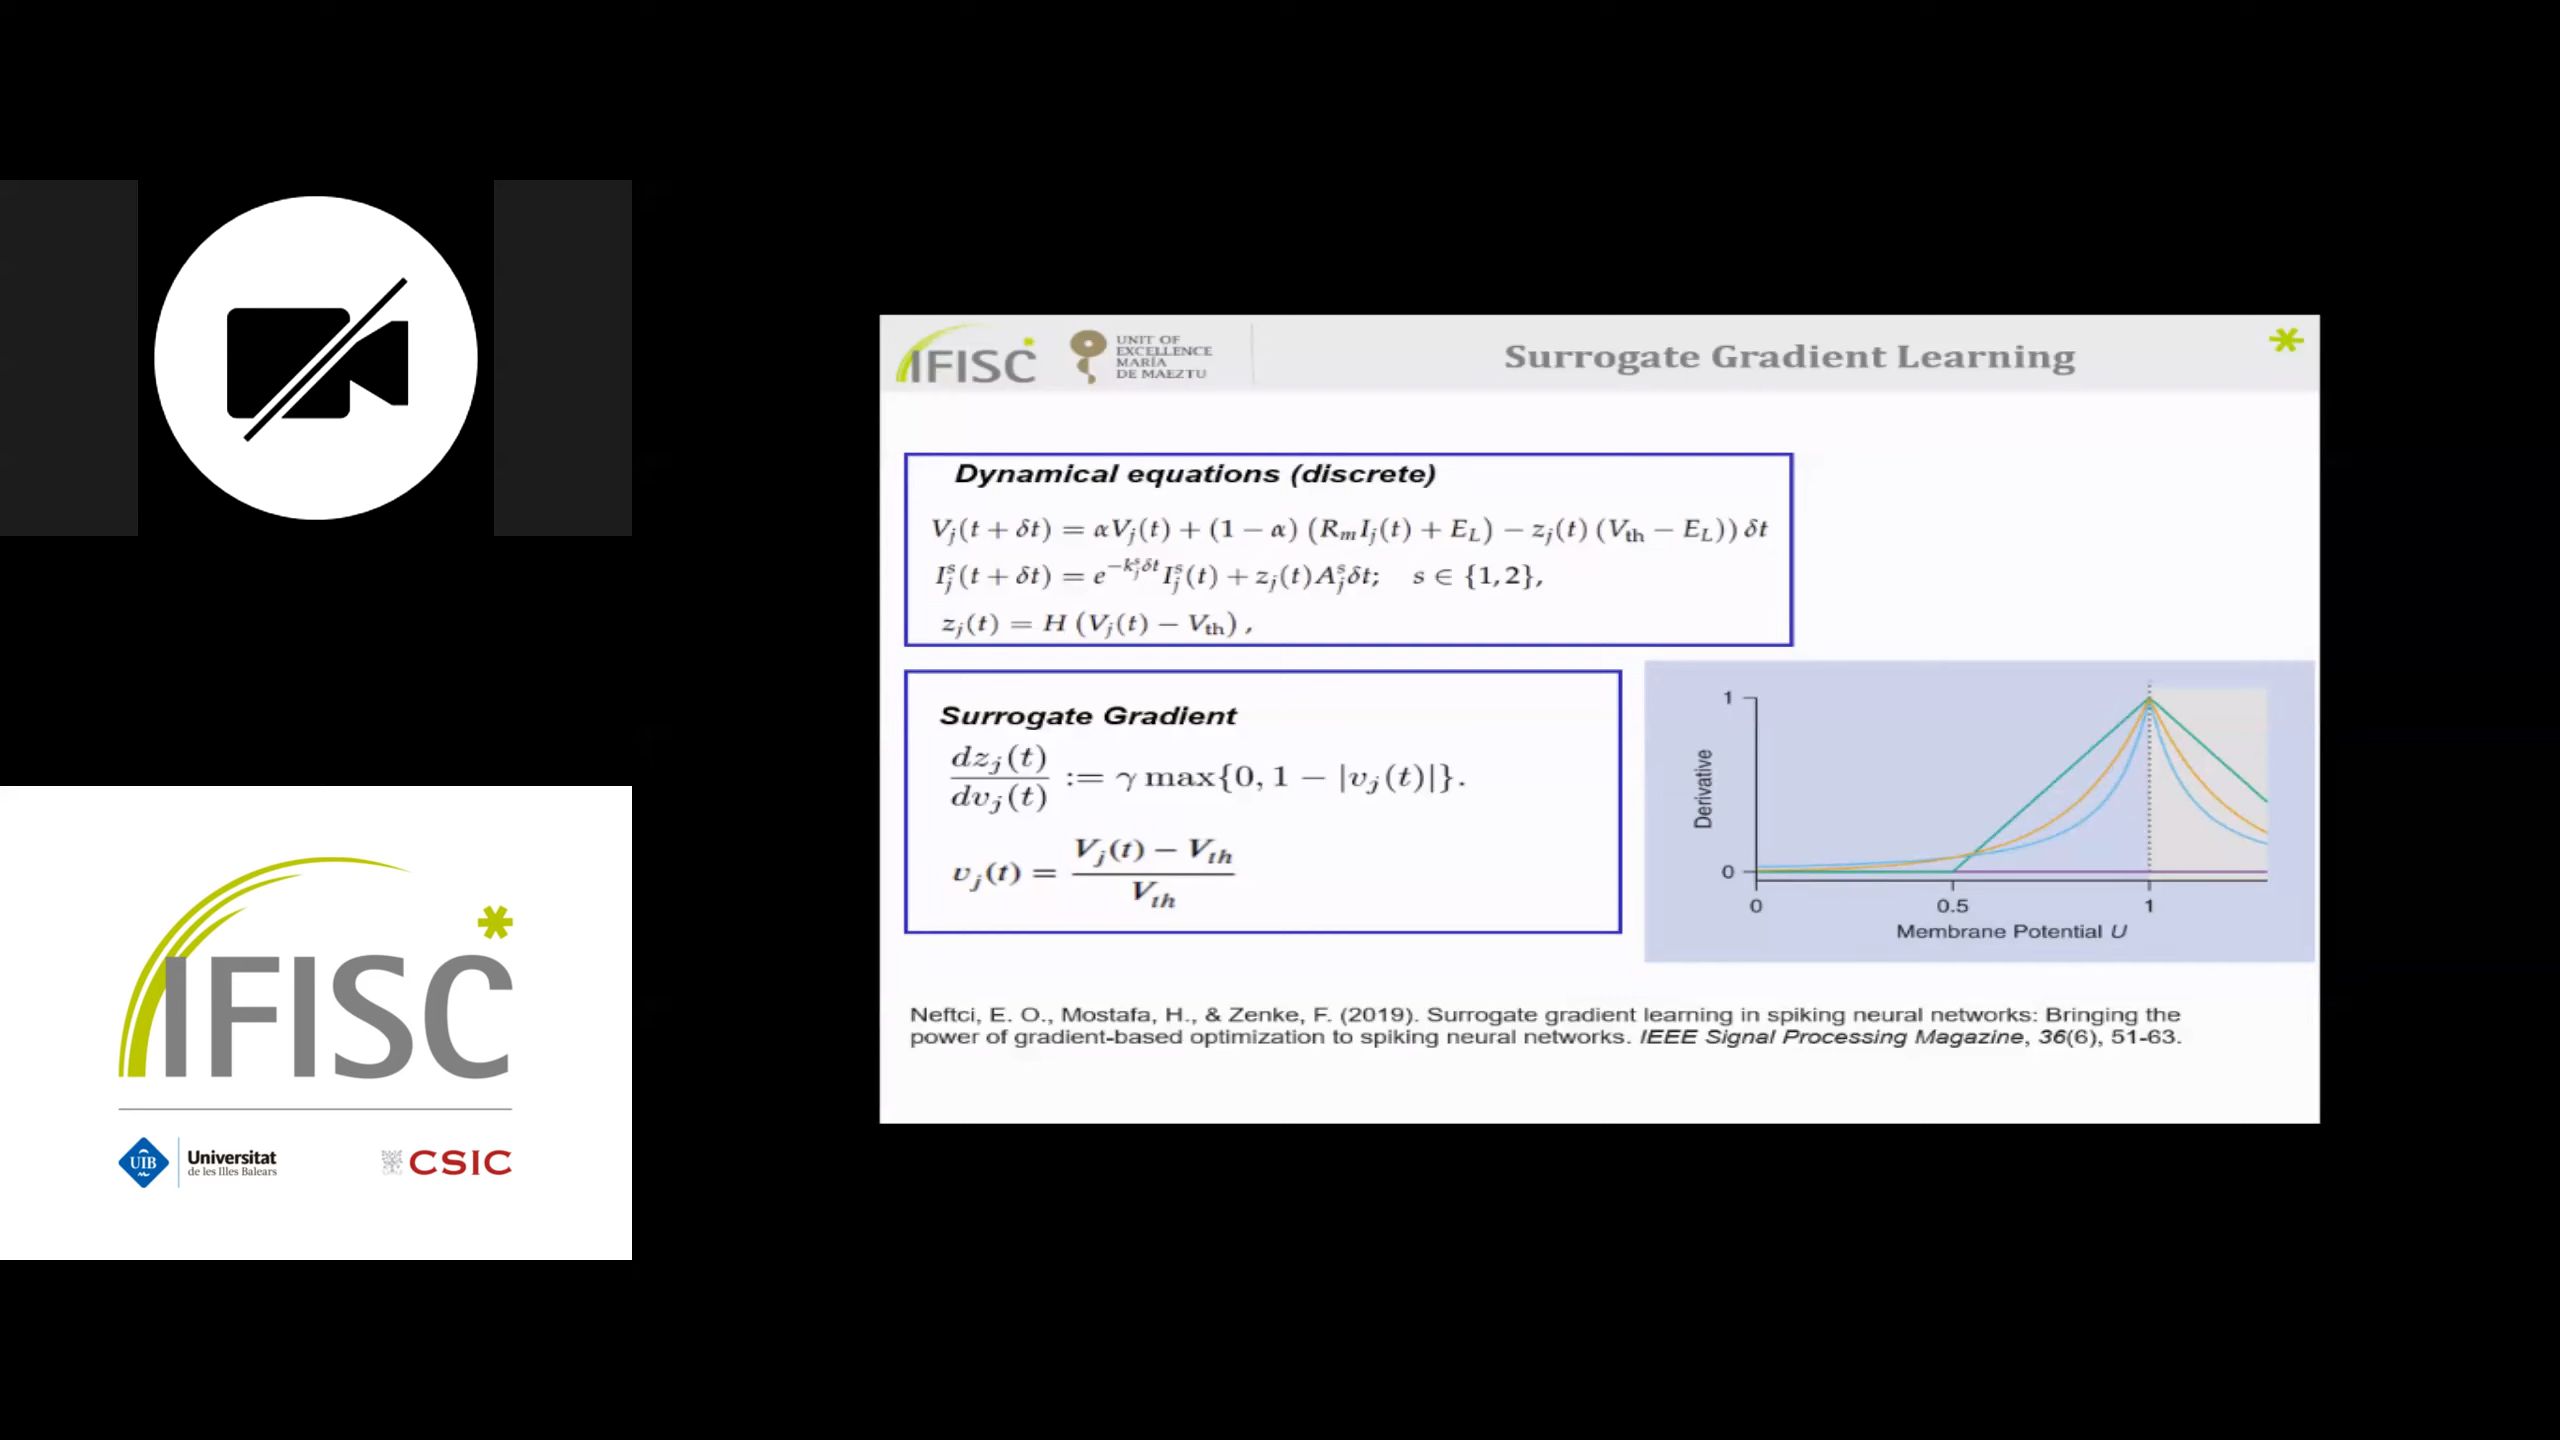 IFISC
UNIT OF
EXCELLENCE
MARÍA
DE MAEZTU
Surrogate Gradient Learning
Dynamical equations (discrete)
V_j(t + δt) = αV_j(t) + (1 − α) (R_m I_j(t) + E_L) − z_j(t) (V_th − E_L)) δt
I_j^s(t + δt) = e^{−k_j^s δt} I_j^s(t) + z_j(t) A_j^s δt; s ∈ {1,2},
z_j(t) = H (V_j(t) − V_th) ,
Surrogate Gradient
dz_j(t)/dv_j(t) := γ max{0, 1 − |v_j(t)|}.
v_j(t) = (V_j(t) − V_th)/V_th
1
Derivative
0
0 0.5 1
Membrane Potential U
Neftci, E. O., Mostafa, H., & Zenke, F. (2019). Surrogate gradient learning in spiking neural networks: Bringing the
power of gradient-based optimization to spiking neural networks. IEEE Signal Processing Magazine, 36(6), 51-63.
IFISC
UIB
Universitat
de les Illes Balears
CSIC